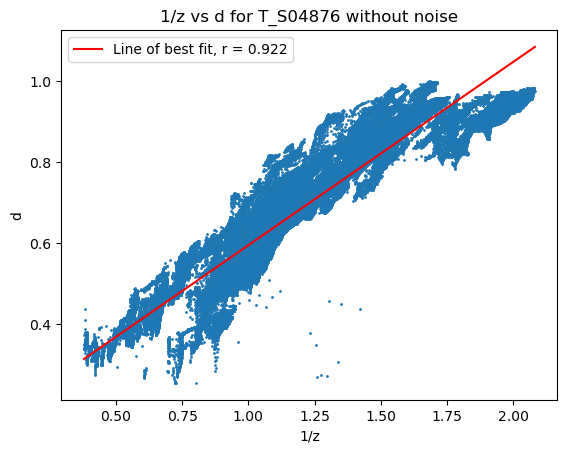 1/z vs d for T_S04876 without noise
Line of best fit, r = 0.922
1.0
0.8
d
0.6
0.4
0.50 0.75 1.00 1.25 1.50 1.75 2.00
1/z